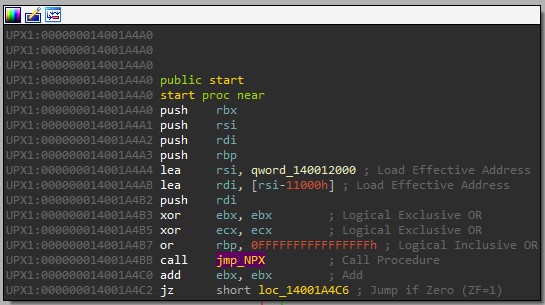 UPX1:000000014001A4A0
UPX1:000000014001A4A0
UPX1:000000014001A4A0
UPX1:000000014001A4A0 public start
UPX1:000000014001A4A0 start proc near
UPX1:000000014001A4A0 push rbx
UPX1:000000014001A4A1 push rsi
UPX1:000000014001A4A2 push rdi
UPX1:000000014001A4A3 push rbp
UPX1:000000014001A4A4 lea rsi, qword_140012000 ; Load Effective Address
UPX1:000000014001A4AB lea rdi, [rsi-11000h] ; Load Effective Address
UPX1:000000014001A4B2 push rdi
UPX1:000000014001A4B3 xor ebx, ebx ; Logical Exclusive OR
UPX1:000000014001A4B5 xor ecx, ecx ; Logical Exclusive OR
UPX1:000000014001A4B7 or rbp, 0FFFFFFFFFFFFFFFFh ; Logical Inclusive OR
UPX1:000000014001A4BB call jmp_NPX ; Call Procedure
UPX1:000000014001A4C0 add ebx, ebx ; Add
UPX1:000000014001A4C2 jz short loc_14001A4C6 ; Jump if Zero (ZF=1)